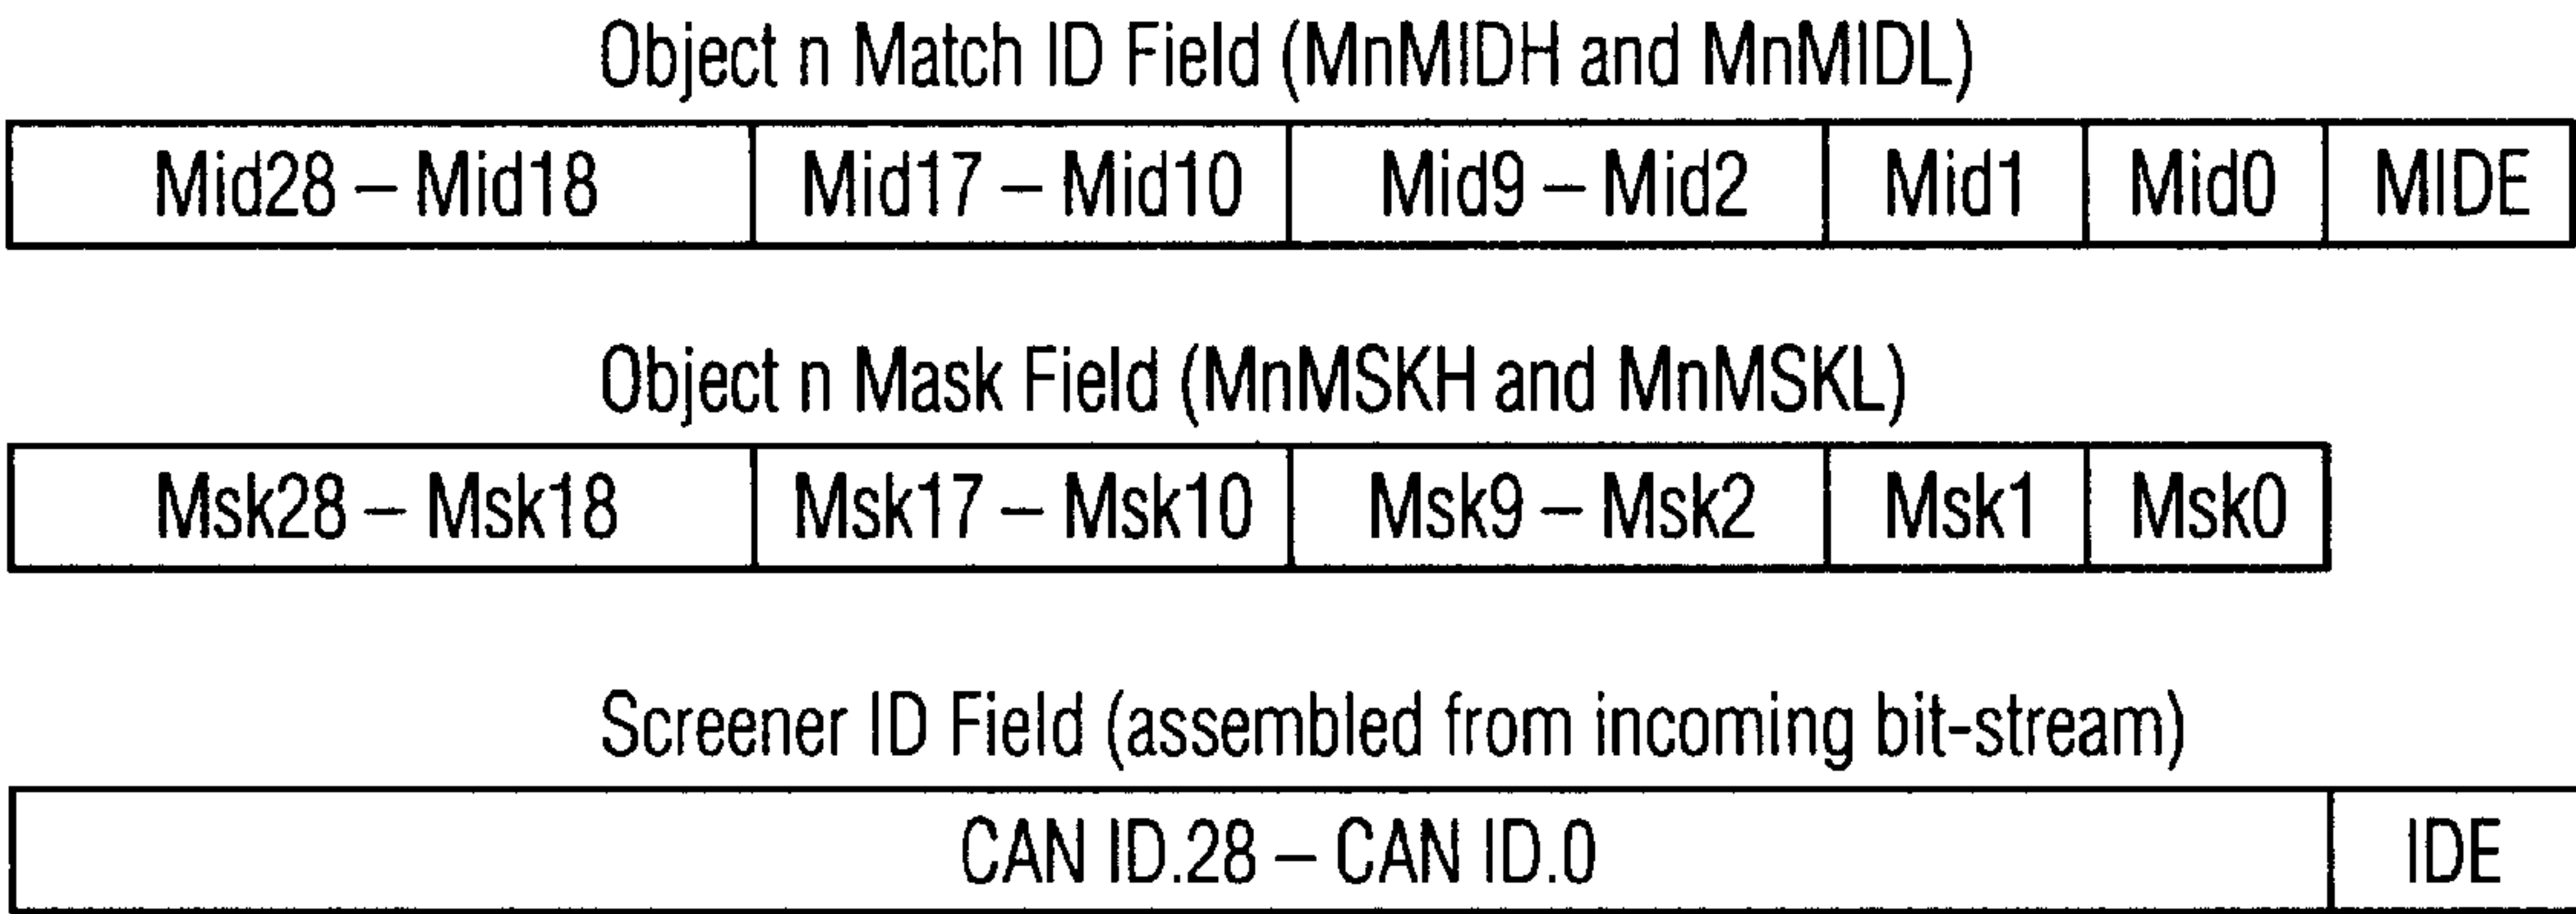 Object n Match ID Field (MnMIDH and MnMIDL)
Mid28 – Mid18 Mid17 – Mid10 Mid9 – Mid2 Mid1 Mid0 MIDE
Object n Mask Field (MnMSKH and MnMSKL)
Msk28 – Msk18 Msk17 – Msk10 Msk9 – Msk2 Msk1 Msk0
Screener ID Field (assembled from incoming bit-stream)
CAN ID.28 – CAN ID.0 IDE